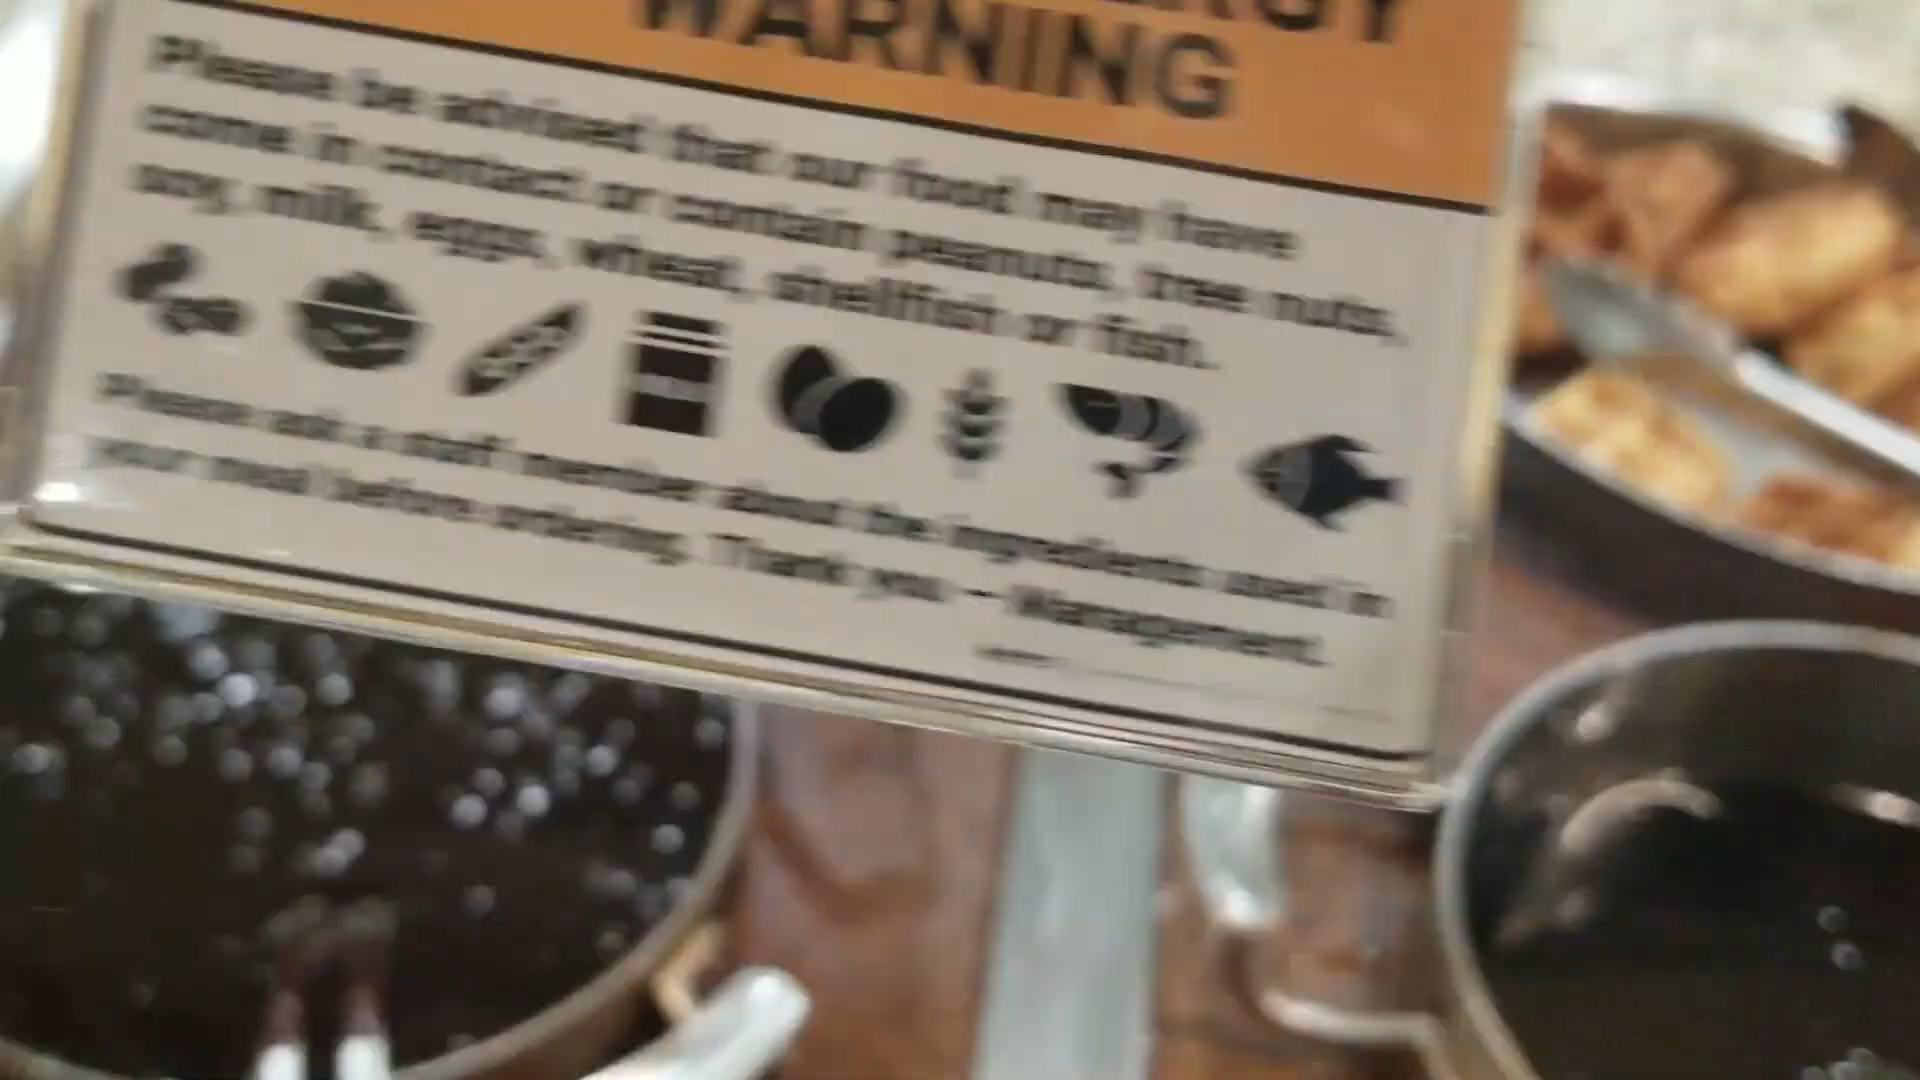 ERGY
WARNING
Please be advised that our food may have
come in contact or contain peanuts, tree nuts,
soy, milk, eggs, wheat, shellfish or fish.
Please ask a staff member about the ingredients used in
your meal before ordering. Thank you – Management.